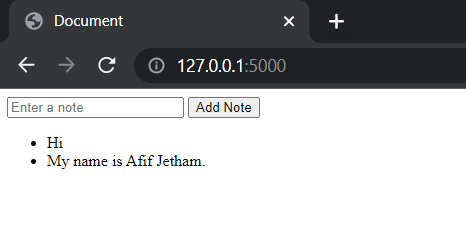 Document
127.0.0.1:5000
Enter a note Add Note
Hi
My name is Afif Jetham.